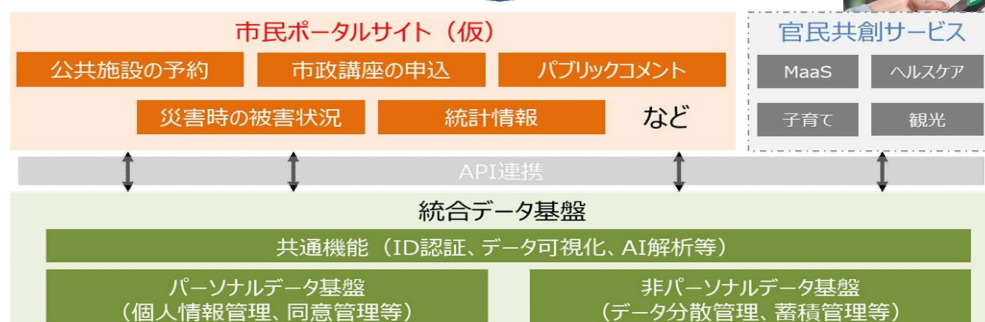 市民ポータルサイト（仮）
公共施設の予約
市政講座の申込
パブリックコメント
災害時の被害状況
統計情報
など
官民共創サービス
MaaS
ヘルスケア
子育て
観光
API連携
統合データ基盤
共通機能（ID認証、データ可視化、AI解析等）
パーソナルデータ基盤
（個人情報管理、同意管理等）
非パーソナルデータ基盤
（データ分散管理、蓄積管理等）